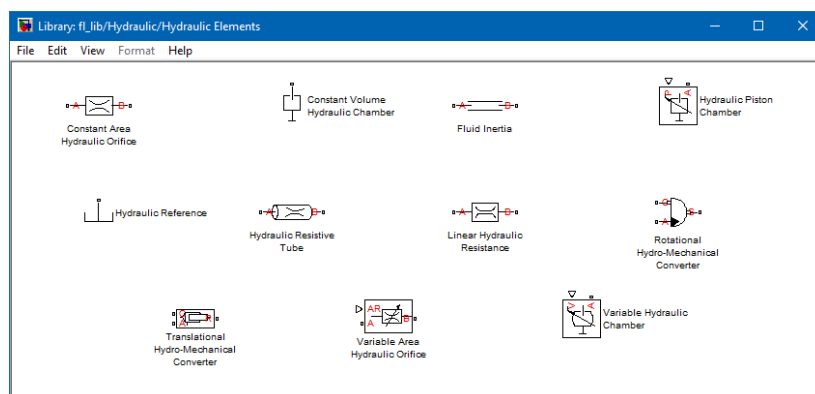 Library: fl_lib/Hydraulic/Hydraulic Elements
File Edit View Format Help
A B
Constant Area
Hydraulic Orifice
Constant Volume
Hydraulic Chamber
A B
Fluid Inertia
P A
Hydraulic Piston
Chamber
Hydraulic Reference
A B
Hydraulic Resistive
Tube
A B
Linear Hydraulic
Resistance
C S
A
Rotational
Hydro-Mechanical
Converter
C R
A
Translational
Hydro-Mechanical
Converter
AR
A B
Variable Area
Hydraulic Orifice
V A
Variable Hydraulic
Chamber